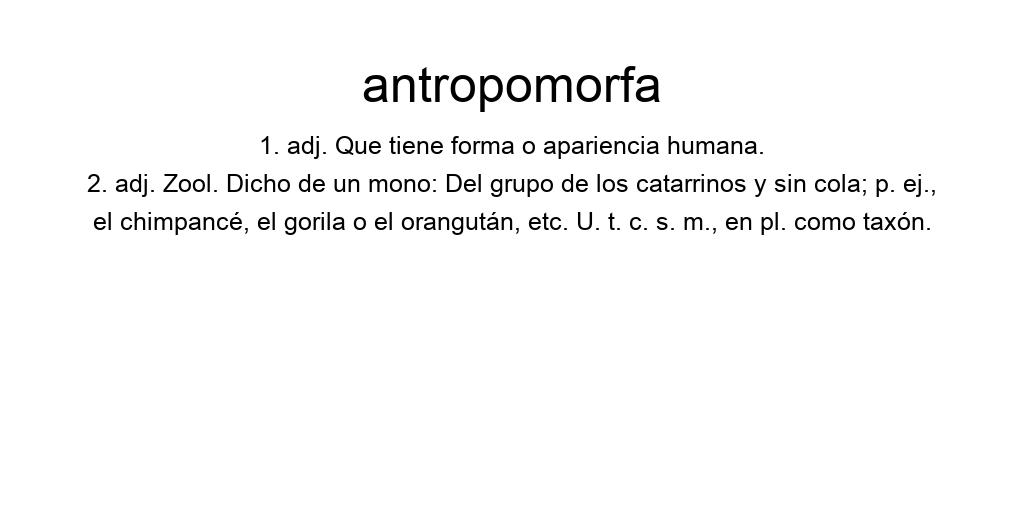 antropomorfa
1. adj. Que tiene forma o apariencia humana.
2. adj. Zool. Dicho de un mono: Del grupo de los catarrinos y sin cola; p. ej.,
el chimpancé, el gorila o el orangután, etc. U. t. c. s. m., en pl. como taxón.